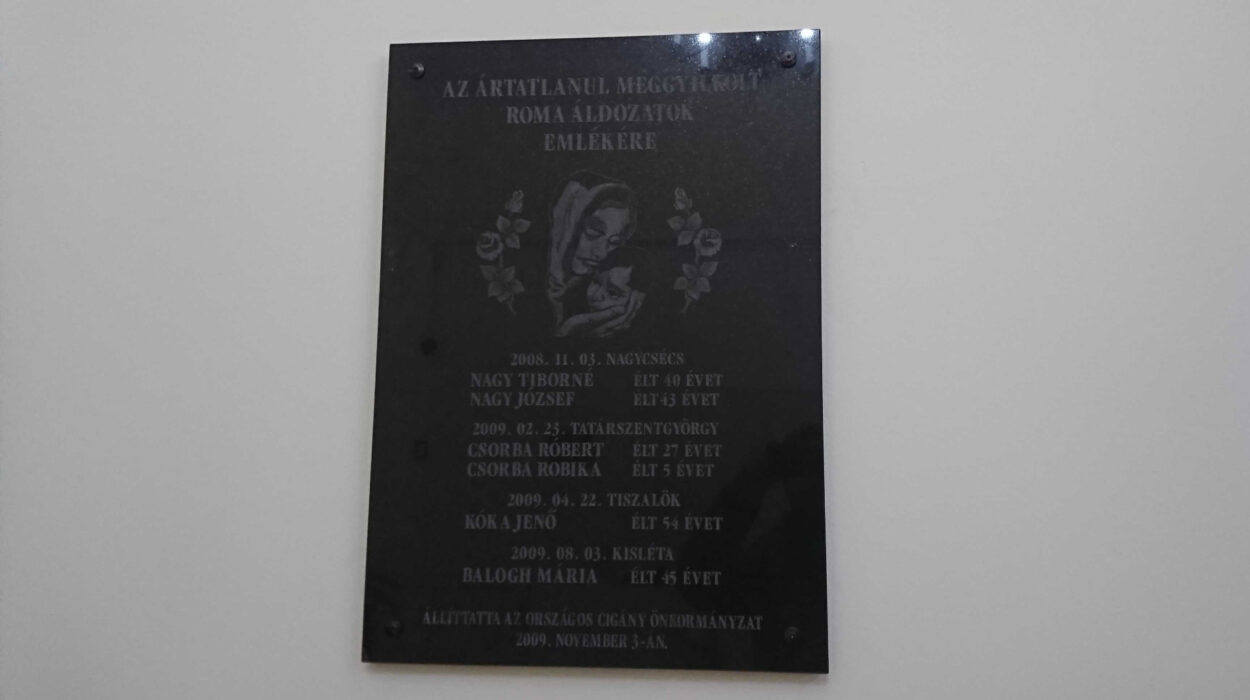 AZ ÁRTATLANUL MEGGYILKOLT
ROMA ÁLDOZATOK
EMLÉKÉRE
2008. 11. 03. NAGYCSÉCS
NAGY TIBORNÉ ÉLT 40 ÉVET
NAGY JÓZSEF ÉLT 43 ÉVET
2009. 02. 23. TATÁRSZENTGYÖRGY
CSORBA RÓBERT ÉLT 27 ÉVET
CSORBA ROBIKA ÉLT 5 ÉVET
2009. 04. 22. TISZALÖK
KÓKA JENŐ ÉLT 54 ÉVET
2009. 08. 03. KISLÉTA
BALOGH MÁRIA ÉLT 45 ÉVET
ÁLLÍTTATTA AZ ORSZÁGOS CIGÁNY ÖNKORMÁNYZAT
2009. NOVEMBER 3-ÁN.